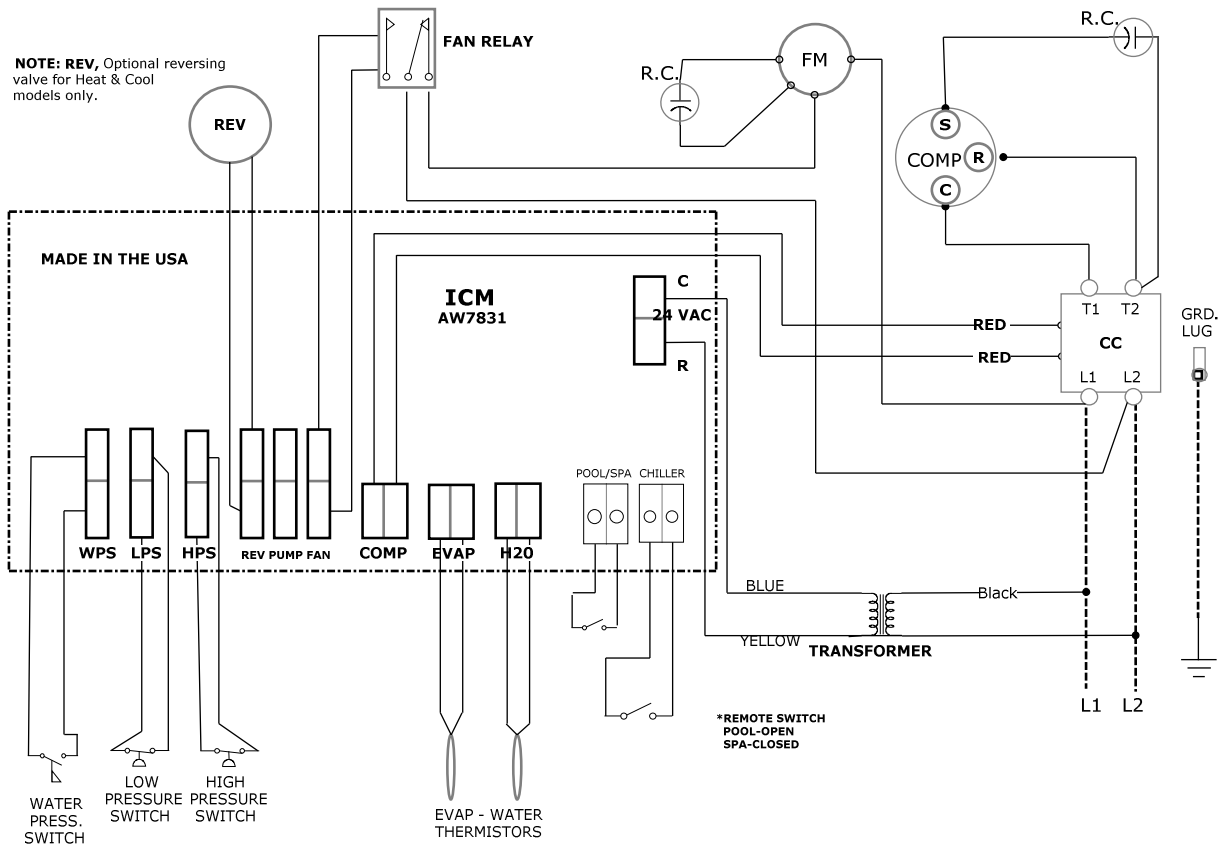 R.C.
FAN RELAY
NOTE: REV, Optional reversing
valve for Heat & Cool
models only.
R.C.
FM
REV
S
COMP
R
C
MADE IN THE USA
ICM
AW7831
C
24 VAC
R
RED
RED
T1
T2
CC
L1
L2
GRD.
LUG
POOL/SPA
CHILLER
WPS
LPS
HPS
REV PUMP FAN
COMP
EVAP
H20
BLUE
Black
YELLOW
TRANSFORMER
L1
L2
*REMOTE SWITCH
POOL-OPEN
SPA-CLOSED
WATER
PRESS.
SWITCH
LOW
PRESSURE
SWITCH
HIGH
PRESSURE
SWITCH
EVAP - WATER
THERMISTORS